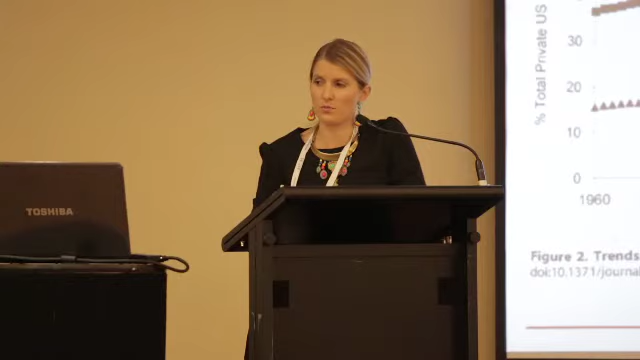 TOSHIBA
% Total Private US
30
20
10
0
1960
Figure 2. Trends
doi:10.1371/journal